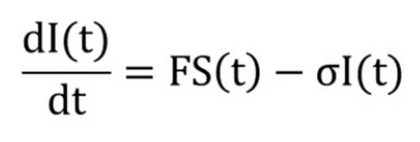 dI(t)/dt = FS(t) − σI(t)